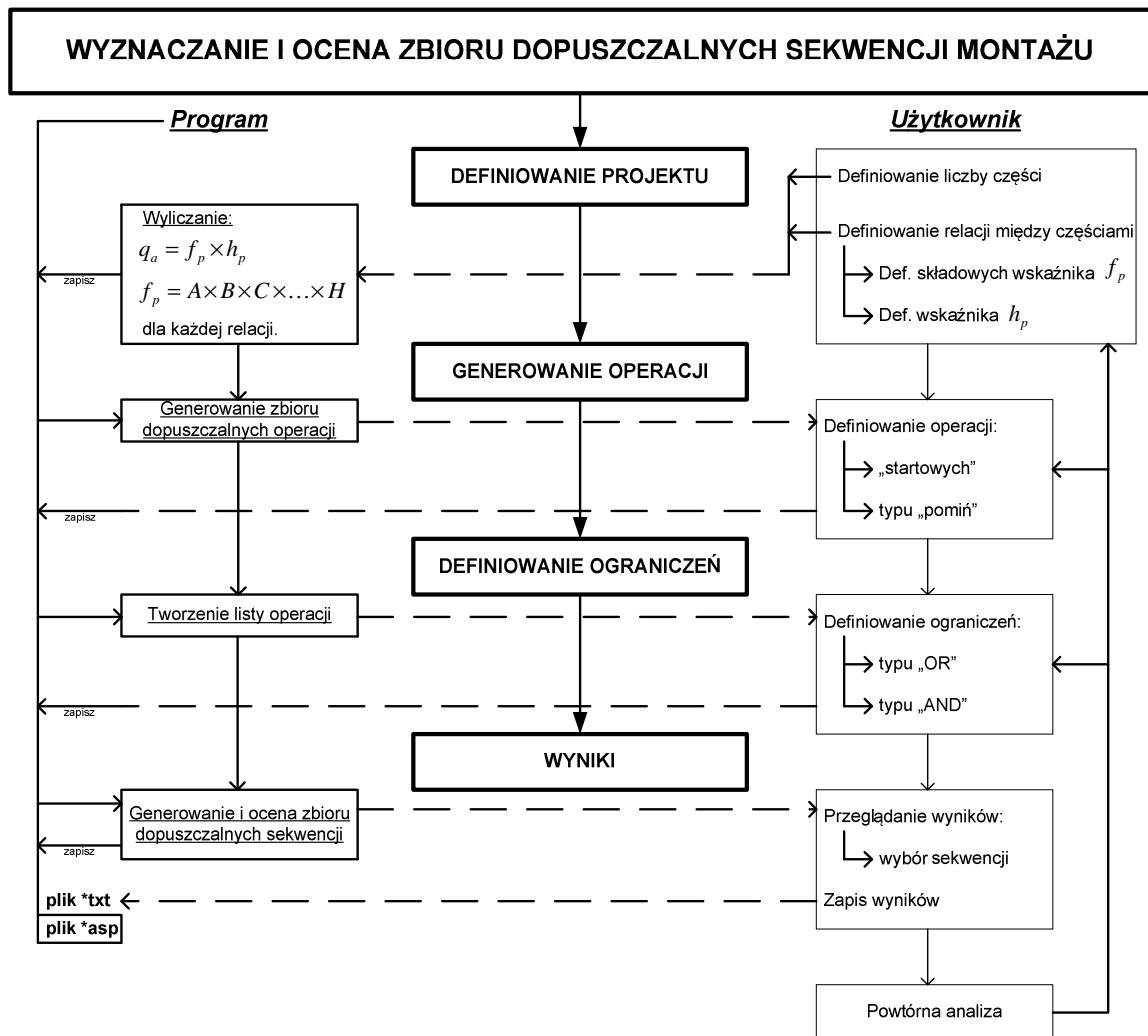 WYZNACZANIE I OCENA ZBIORU DOPUSZCZALNYCH SEKWENCJI MONTAŻU
Program
Użytkownik
DEFINIOWANIE PROJEKTU
Definiowanie liczby części
Definiowanie relacji między częściami
Def. składowych wskaźnika f_p
Def. wskaźnika h_p
Wyliczanie:
q_a = f_p × h_p
f_p = A × B × C × … × H
dla każdej relacji.
zapisz
GENEROWANIE OPERACJI
Generowanie zbioru
dopuszczalnych operacji
Definiowanie operacji:
„startowych”
typu „pomiń”
zapisz
DEFINIOWANIE OGRANICZEŃ
Tworzenie listy operacji
Definiowanie ograniczeń:
typu „OR”
typu „AND”
zapisz
WYNIKI
Generowanie i ocena zbioru
dopuszczalnych sekwencji
zapisz
Przeglądanie wyników:
wybór sekwencji
Zapis wyników
plik *txt
plik *asp
Powtórna analiza